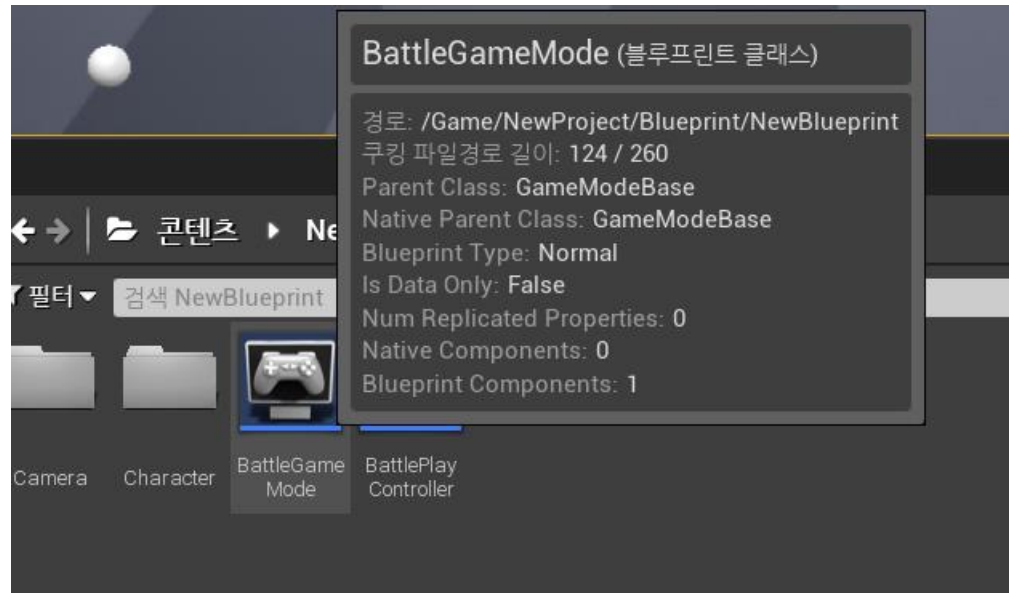 BattleGameMode (블루프린트 클래스)
경로: /Game/NewProject/Blueprint/NewBlueprint
쿠킹 파일경로 길이: 124 / 260
Parent Class: GameModeBase
Native Parent Class: GameModeBase
Blueprint Type: Normal
Is Data Only: False
Num Replicated Properties: 0
Native Components: 0
Blueprint Components: 1
콘텐츠 Ne
필터
검색 NewBlueprint
Camera
Character
BattleGame
Mode
BattlePlay
Controller